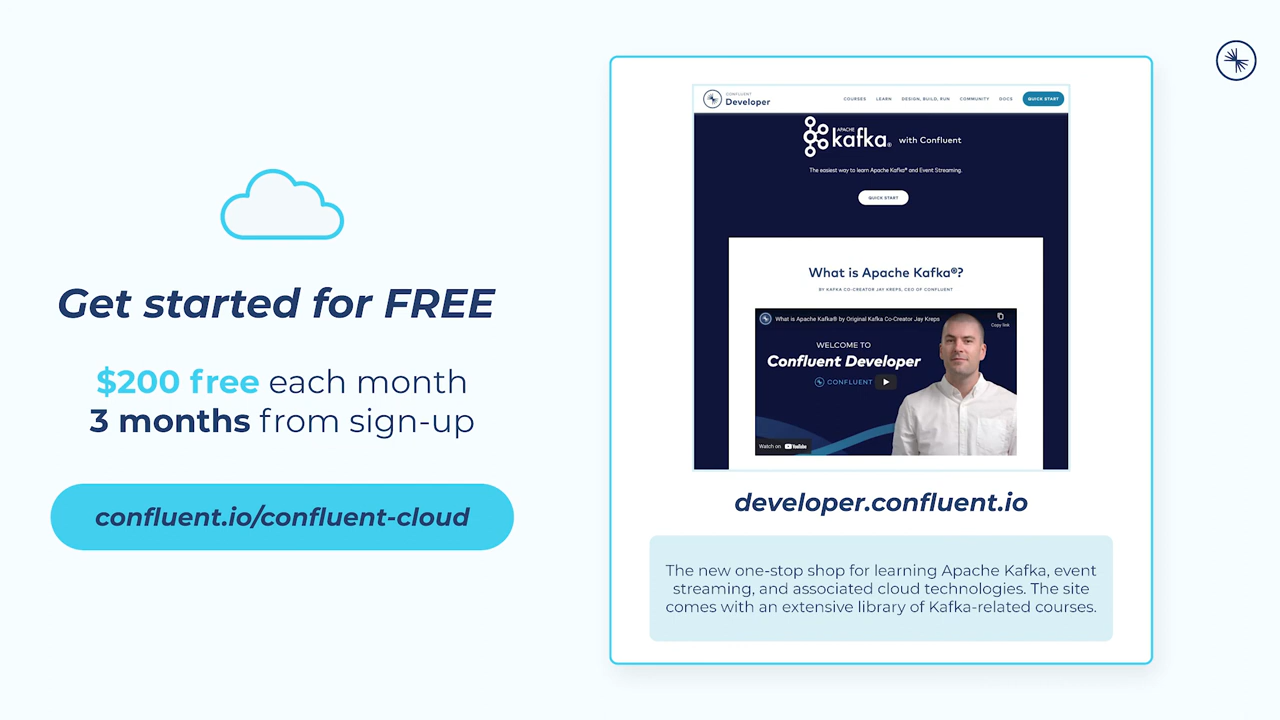 Get started for FREE
$200 free each month
3 months from sign-up
confluent.io/confluent-cloud
CONFLUENT
Developer
COURSES LEARN DESIGN, BUILD, RUN COMMUNITY DOCS QUICK START
APACHE
kafka® with Confluent
The easiest way to learn Apache Kafka® and Event Streaming.
QUICK START
What is Apache Kafka®?
BY KAFKA CO-CREATOR JAY KREPS, CEO OF CONFLUENT
What is Apache Kafka® by Original Kafka Co-Creator Jay Kreps
Copy link
WELCOME TO
Confluent Developer
CONFLUENT
Watch on YouTube
developer.confluent.io
The new one-stop shop for learning Apache Kafka, event
streaming, and associated cloud technologies. The site
comes with an extensive library of Kafka-related courses.